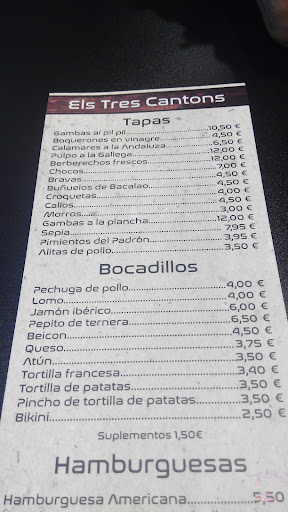 Els Tres Cantons
Tapas
Gambas al pil pil 10,50 €
Boquerones en vinagre 4,50 €
Calamares a la Andaluza 6,50 €
Pulpo a la Gallega 12,00 €
Berberechos frescos 12,00 €
Chocos 7,00 €
Bravas 4,50 €
Buñuelos de Bacalao 4,50 €
Croquetas 4,00 €
Callos 4,50 €
Morros 3,00 €
Gambas a la plancha 12,00 €
Sepia 7,95 €
Pimientos del Padrón 3,95 €
Alitas de pollo 3,50 €
Bocadillos
Pechuga de pollo 4,00 €
Lomo 4,00 €
Jamón ibérico 6,00 €
Pepito de ternera 6,50 €
Beicon 4,50 €
Queso 3,75 €
Atún 3,50 €
Tortilla francesa 3,40 €
Tortilla de patatas 3,50 €
Pincho de tortilla de patatas 3,50 €
Bikini 2,50 €
Suplementos 1,50€
Hamburguesas
Hamburguesa Americana 5,50